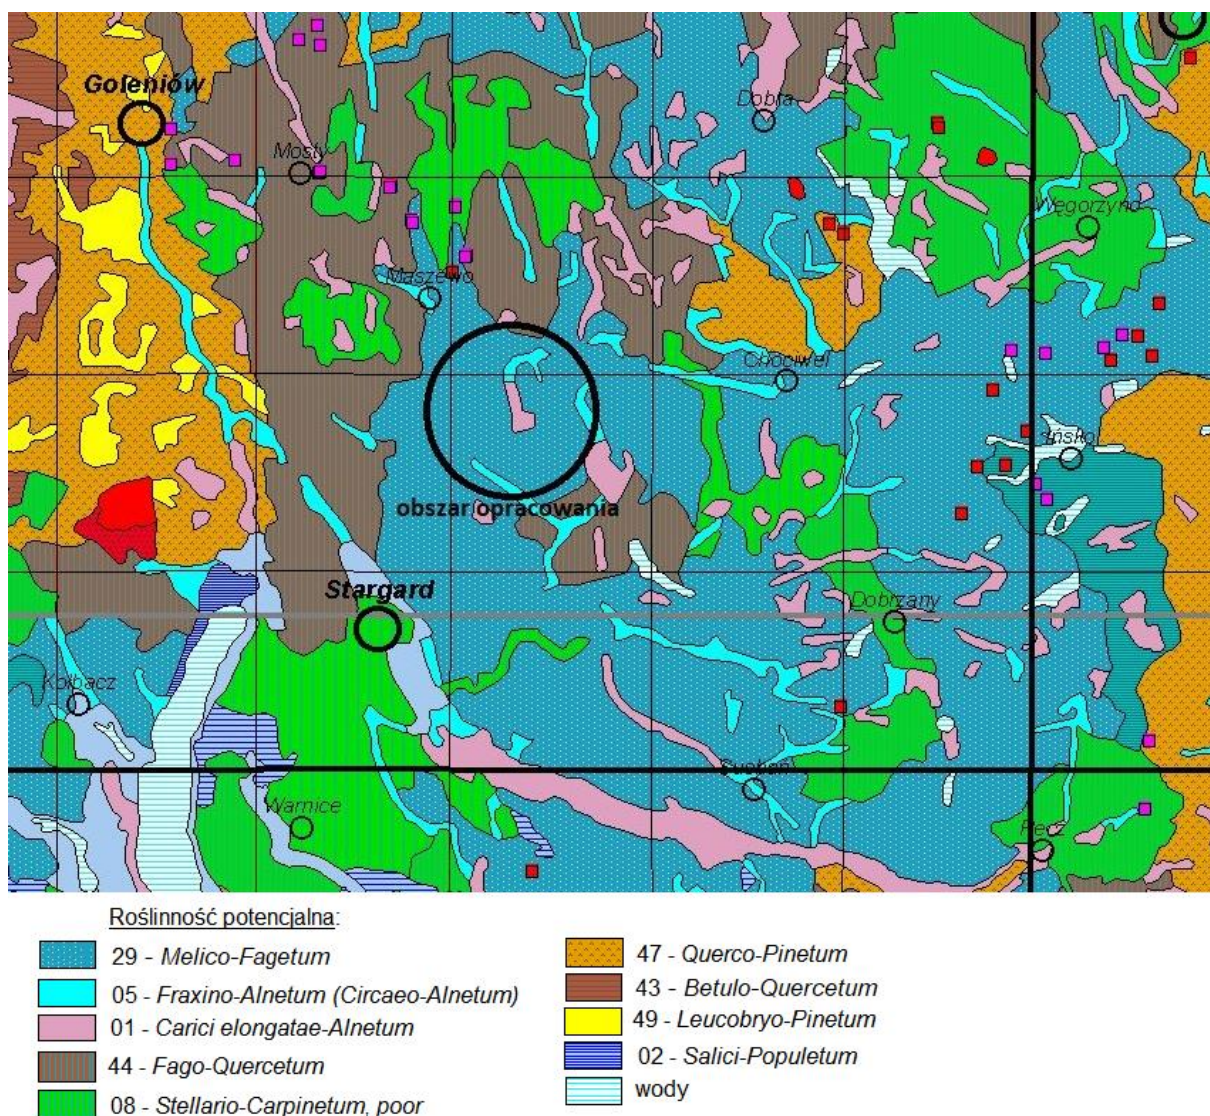 Goleniów
Dobra
Mosty
Węgorzyno
Maszewo
Chociwel
Ińsko
obszar opracowania
Stargard
Dobrzany
Kołbacz
Suchań
Warnice
Recz
Roślinność potencjalna:
29 - Melico-Fagetum
05 - Fraxino-Alnetum (Circaeo-Alnetum)
01 - Carici elongatae-Alnetum
44 - Fago-Quercetum
08 - Stellario-Carpinetum, poor
47 - Querco-Pinetum
43 - Betulo-Quercetum
49 - Leucobryo-Pinetum
02 - Salici-Populetum
wody